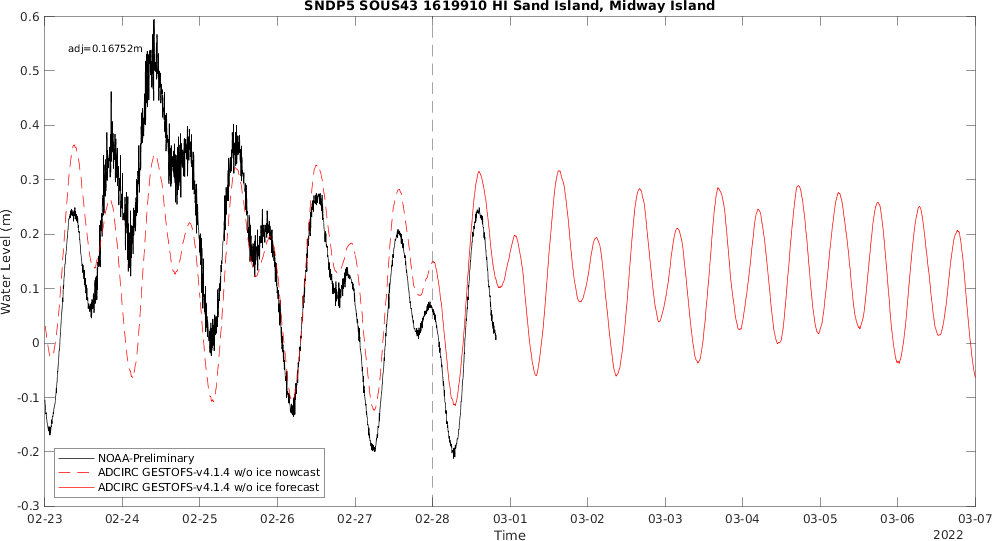 SNDP5 SOUS43 1619910 HI Sand Island, Midway Island
0.6
adj=0.16752m
0.5
0.4
0.3
0.2
0.1
0
-0.1
-0.2
-0.3
Water Level (m)
NOAA-Preliminary
ADCIRC GESTOFS-v4.1.4 w/o ice nowcast
ADCIRC GESTOFS-v4.1.4 w/o ice forecast
02-23 02-24 02-25 02-26 02-27 02-28 03-01 03-02 03-03 03-04 03-05 03-06 03-07
Time
2022